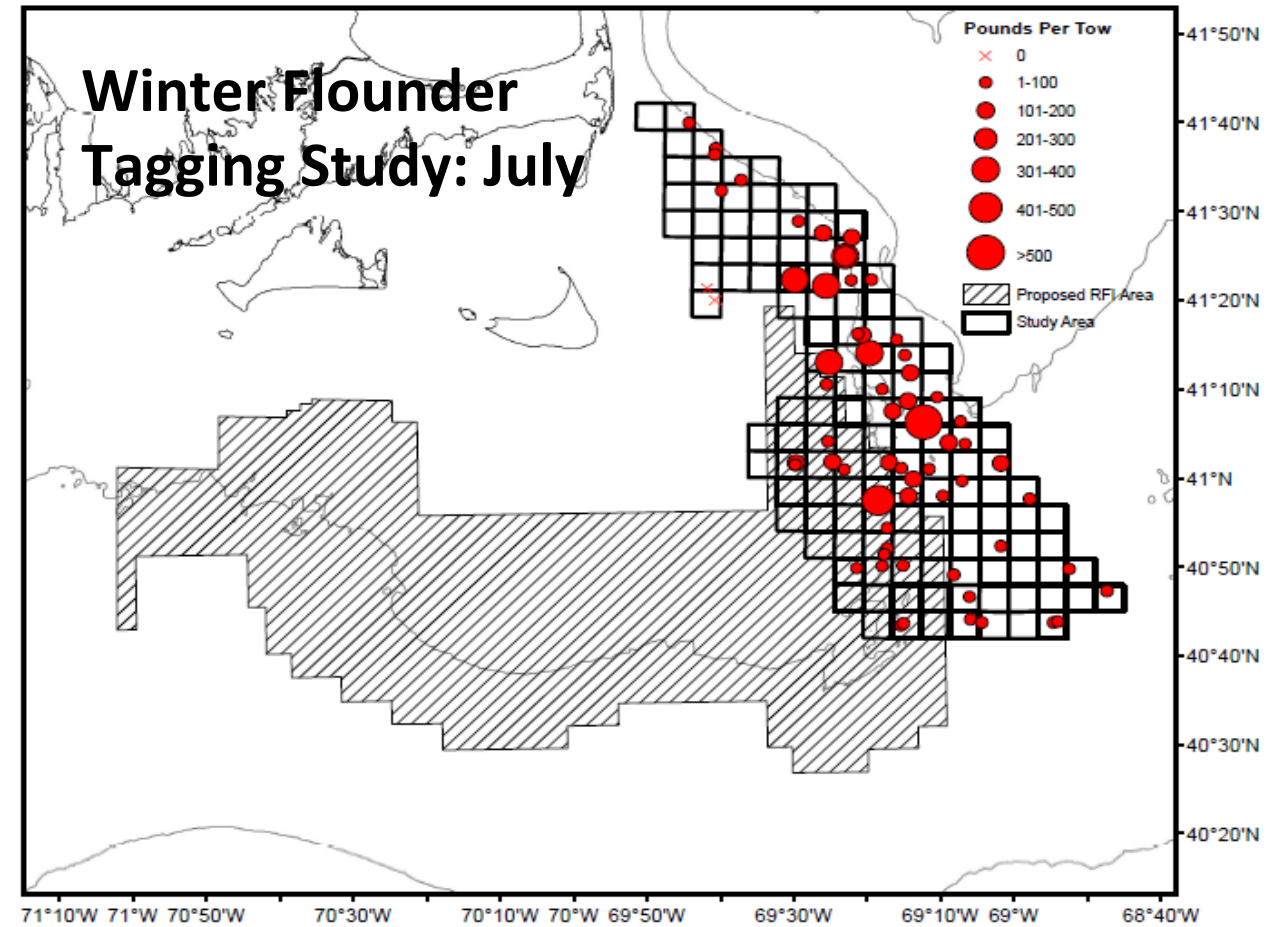 Winter Flounder
Tagging Study: July
Pounds Per Tow
0
1-100
101-200
201-300
301-400
401-500
>500
Proposed RFI Area
Study Area
41°50'N
41°40'N
41°30'N
41°20'N
41°10'N
41°N
40°50'N
40°40'N
40°30'N
40°20'N
71°10'W 71°W 70°50'W 70°30'W 70°10'W 70°W 69°50'W 69°30'W 69°10'W 69°W 68°40'W